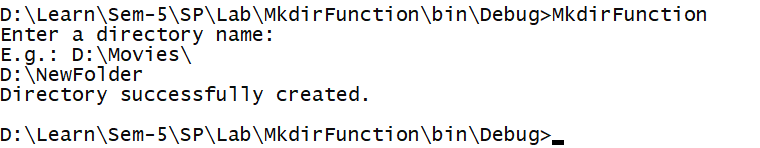 D:\Learn\Sem-5\SP\Lab\MkdirFunction\bin\Debug>MkdirFunction
Enter a directory name:
E.g.: D:\Movies\
D:\NewFolder
Directory successfully created.
D:\Learn\Sem-5\SP\Lab\MkdirFunction\bin\Debug>